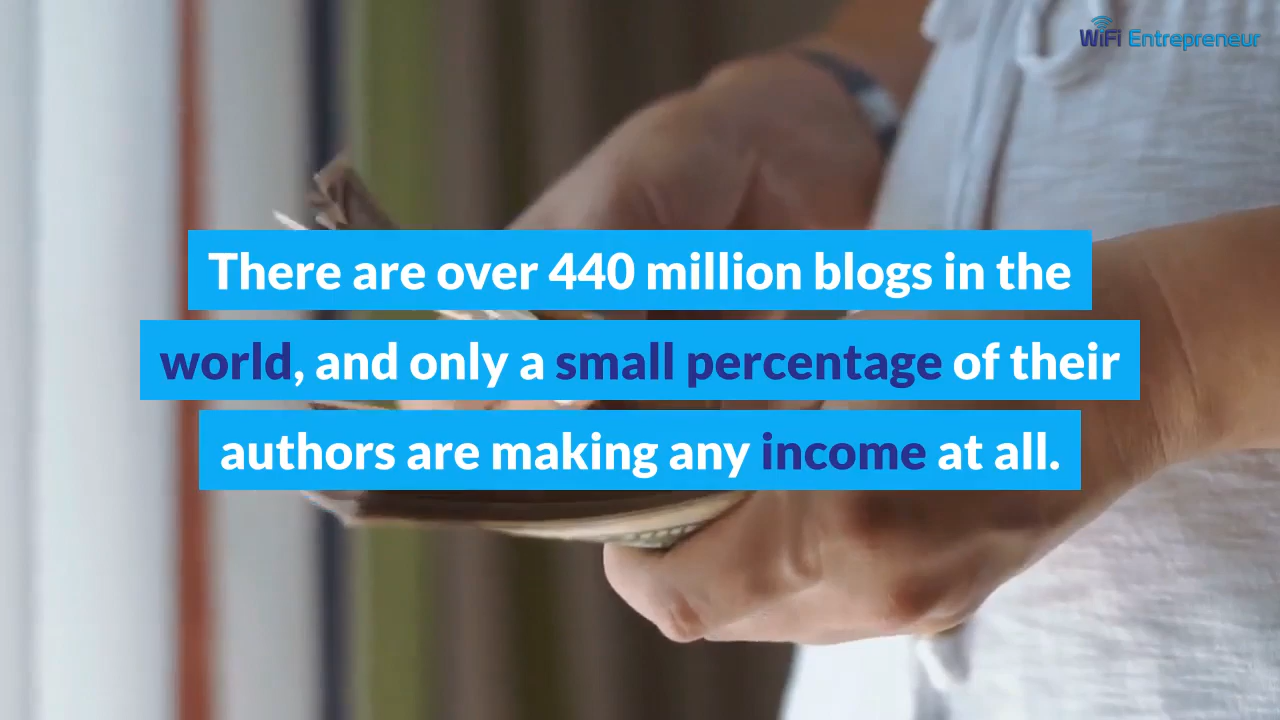 WiFi Entrepreneur
There are over 440 million blogs in the
world, and only a small percentage of their
authors are making any income at all.